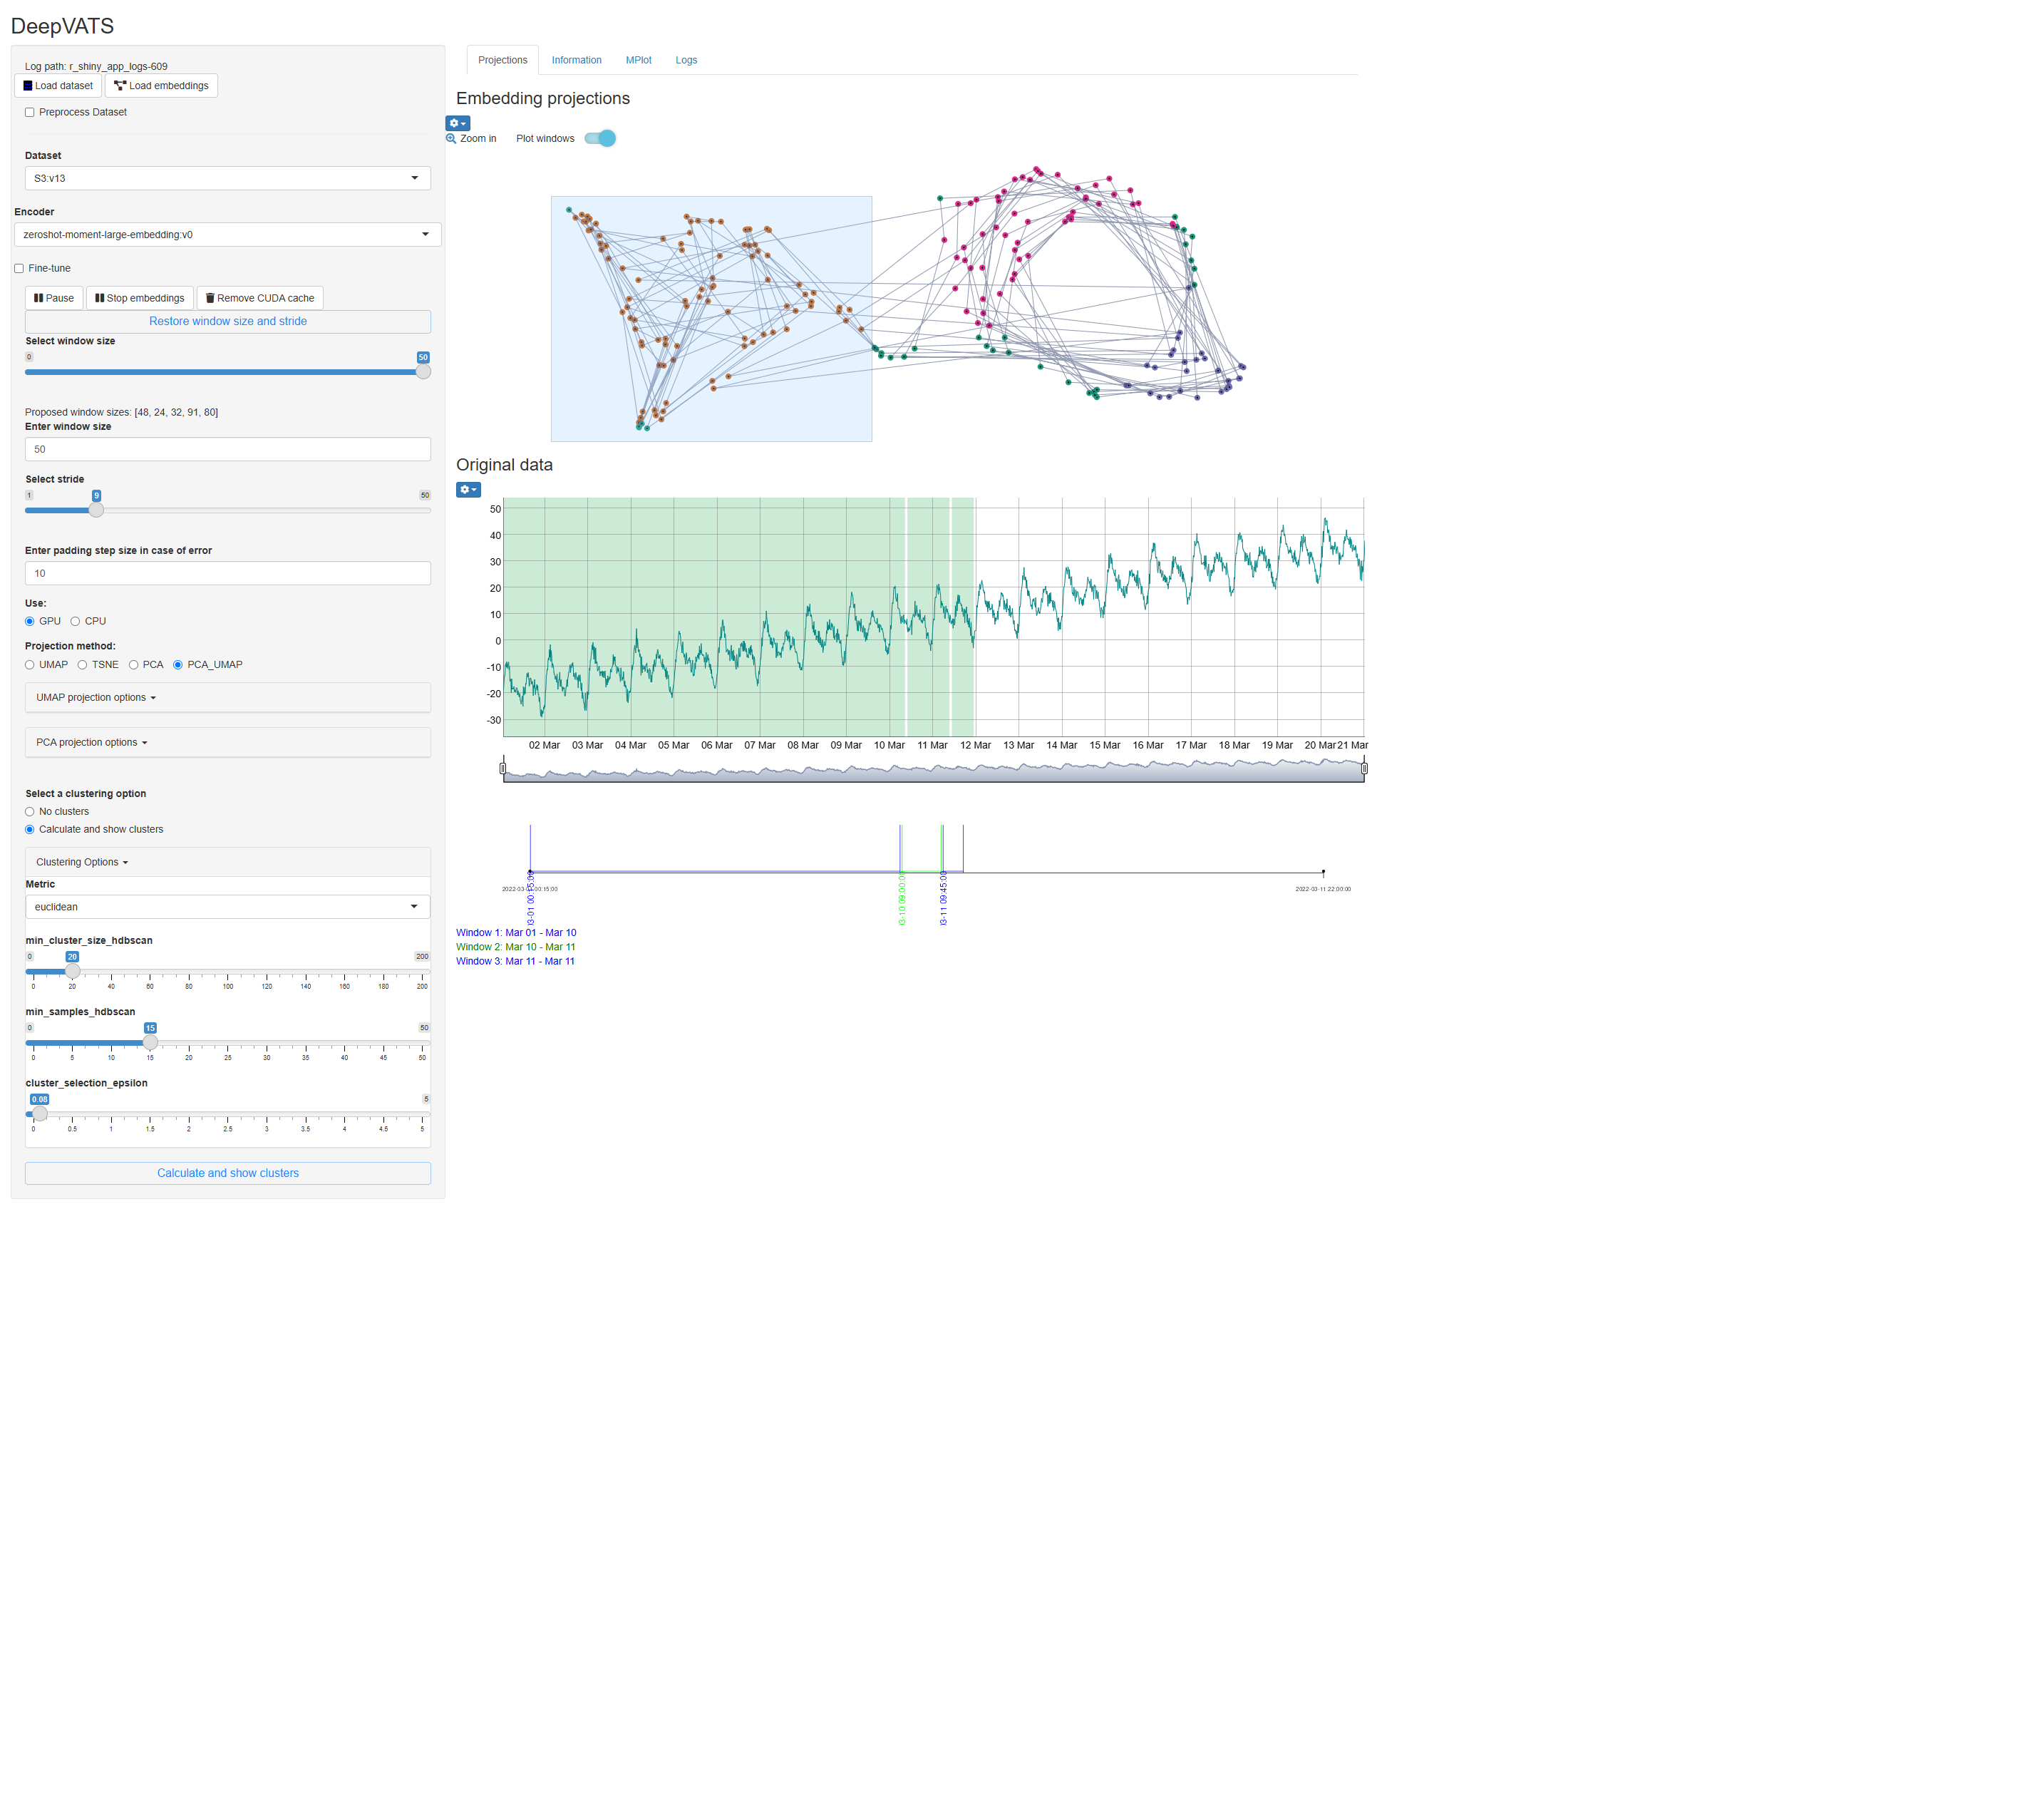 DeepVATS
Log path: r_shiny_app_logs-609
Load dataset Load embeddings
Preprocess Dataset
Dataset
S3:v13
Encoder
zeroshot-moment-large-embedding:v0
Fine-tune
Pause Stop embeddings Remove CUDA cache
Restore window size and stride
Select window size
0 50
Proposed window sizes: [48, 24, 32, 91, 80]
Enter window size
50
Select stride
1 9 50
Enter padding step size in case of error
10
Use:
GPU CPU
Projection method:
UMAP TSNE PCA PCA_UMAP
UMAP projection options
PCA projection options
Select a clustering option
No clusters
Calculate and show clusters
Clustering Options
Metric
euclidean
min_cluster_size_hdbscan
0 20 200
0 20 40 60 80 100 120 140 160 180 200
min_samples_hdbscan
0 15 50
0 5 10 15 20 25 30 35 40 45 50
cluster_selection_epsilon
0.08 5
0 0.5 1 1.5 2 2.5 3 3.5 4 4.5 5
Calculate and show clusters
Projections Information MPlot Logs
Embedding projections
Zoom in Plot windows
Original data
50
40
30
20
10
0
-10
-20
-30
02 Mar 03 Mar 04 Mar 05 Mar 06 Mar 07 Mar 08 Mar 09 Mar 10 Mar 11 Mar 12 Mar 13 Mar 14 Mar 15 Mar 16 Mar 17 Mar 18 Mar 19 Mar 20 Mar 21 Mar
2022-03-11 22:00:00
3-01 00:15:00
3-10 09:00:00
3-11 09:45:00
Window 1: Mar 01 - Mar 10
Window 2: Mar 10 - Mar 11
Window 3: Mar 11 - Mar 11